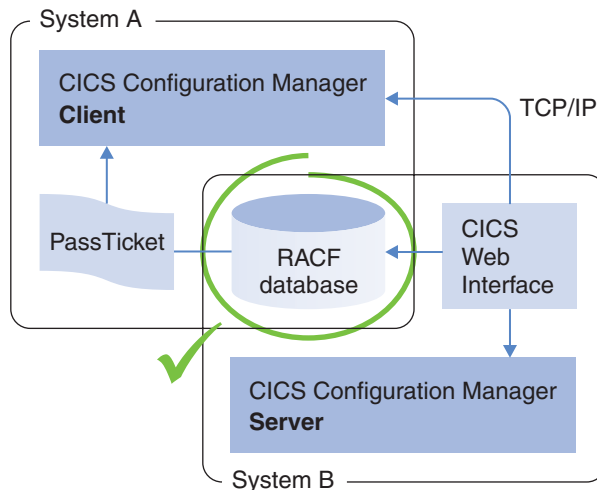 System A
CICS Configuration Manager
Client
TCP/IP
PassTicket
RACF
database
CICS
Web
Interface
CICS Configuration Manager
Server
System B